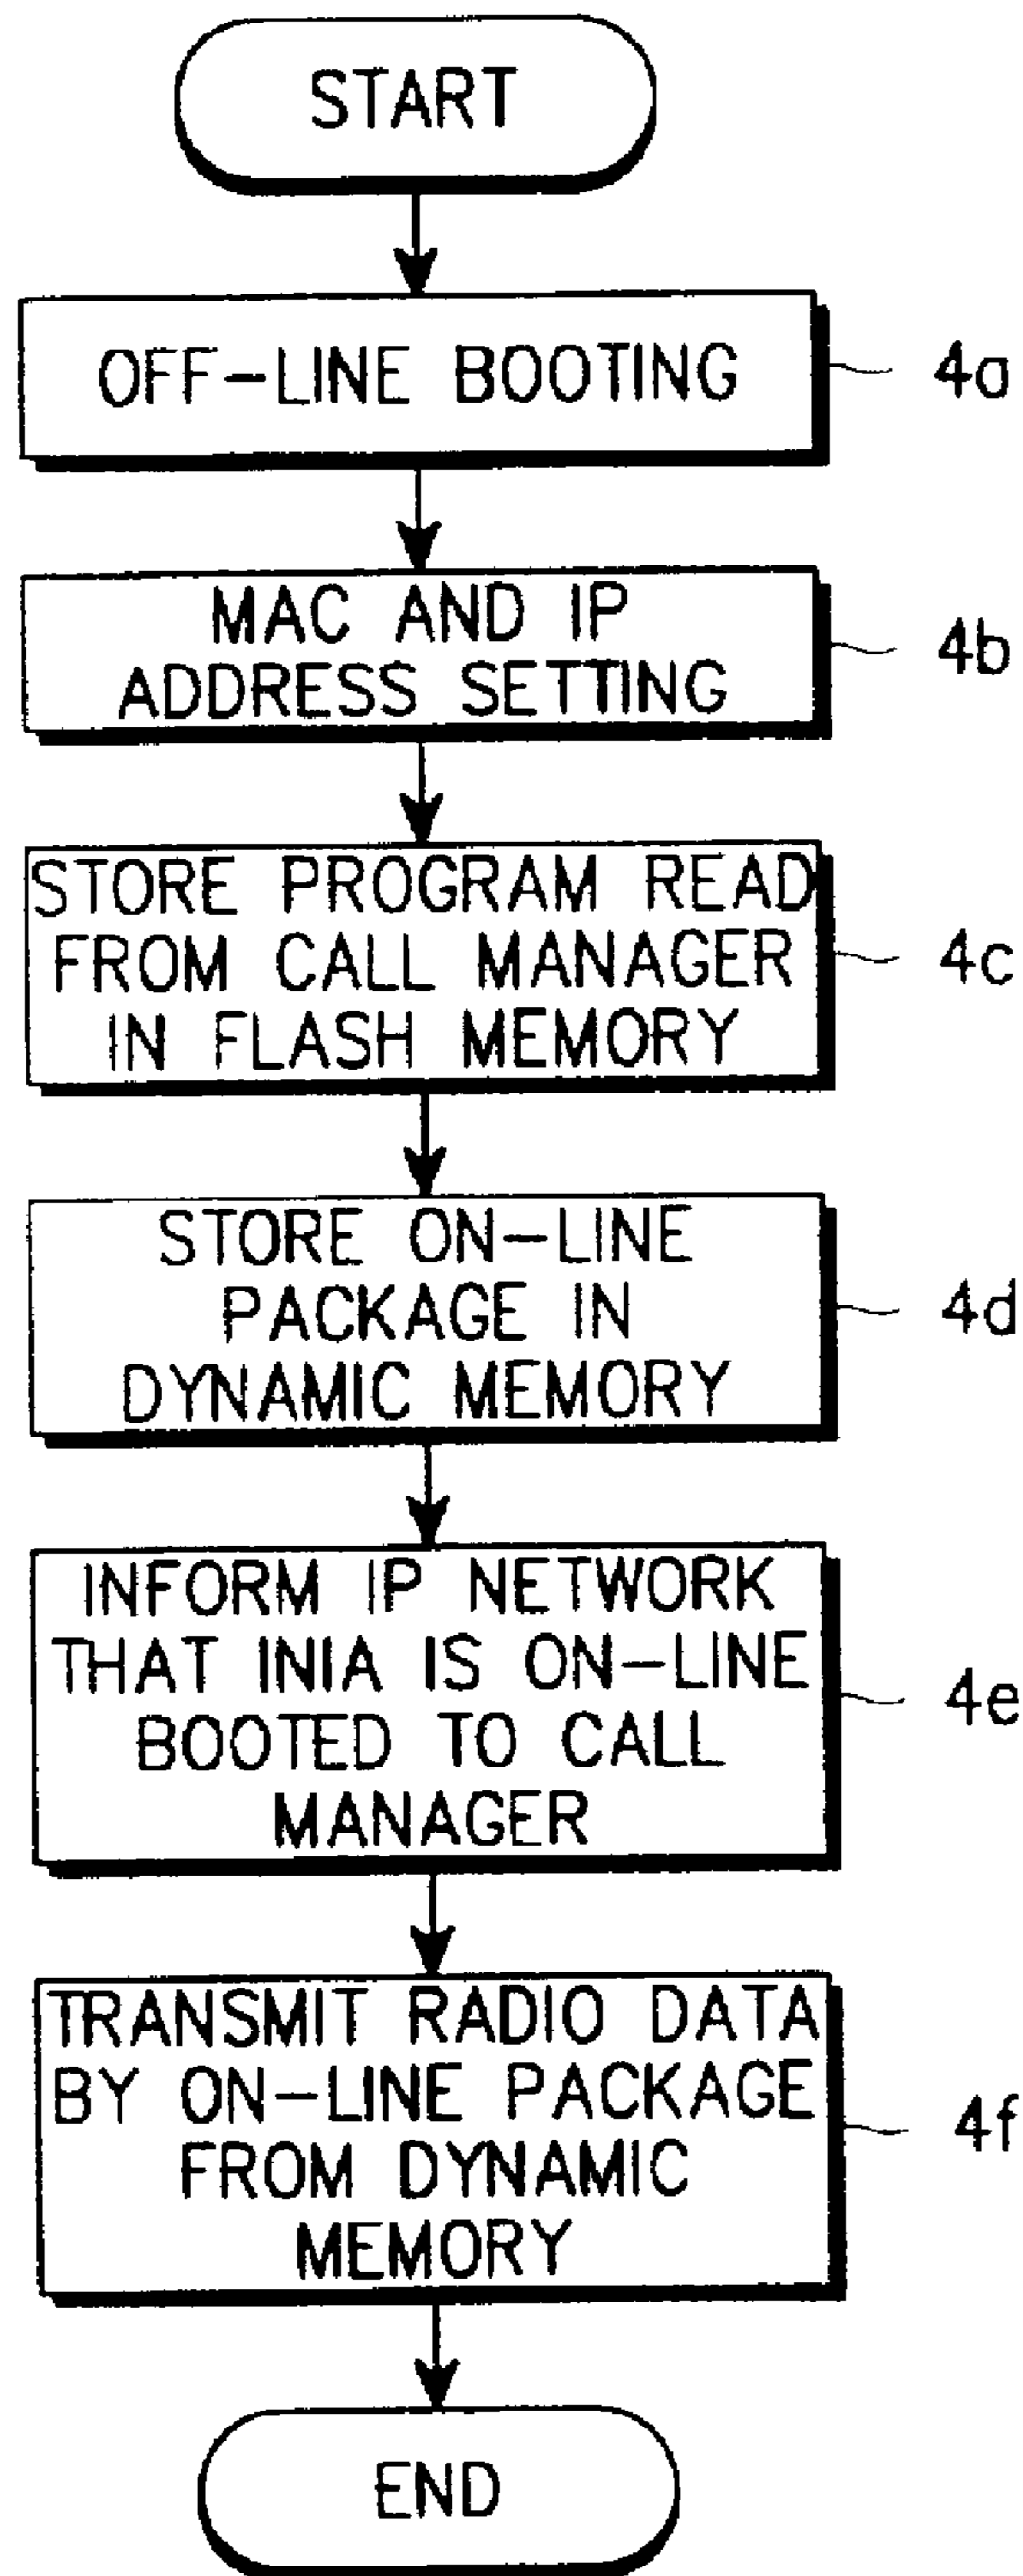 START
OFF-LINE BOOTING
4a
MAC AND IP
ADDRESS SETTING
4b
STORE PROGRAM READ
FROM CALL MANAGER
IN FLASH MEMORY
4c
STORE ON-LINE
PACKAGE IN
DYNAMIC MEMORY
4d
INFORM IP NETWORK
THAT INIA IS ON-LINE
BOOTED TO CALL
MANAGER
4e
TRANSMIT RADIO DATA
BY ON-LINE PACKAGE
FROM DYNAMIC
MEMORY
4f
END